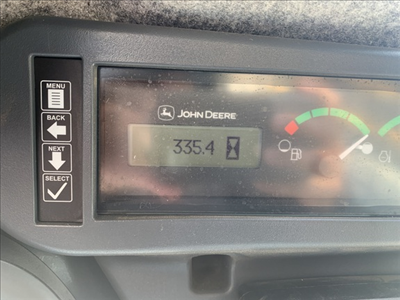 MENU
BACK
NEXT
SELECT
JOHN DEERE
335.4